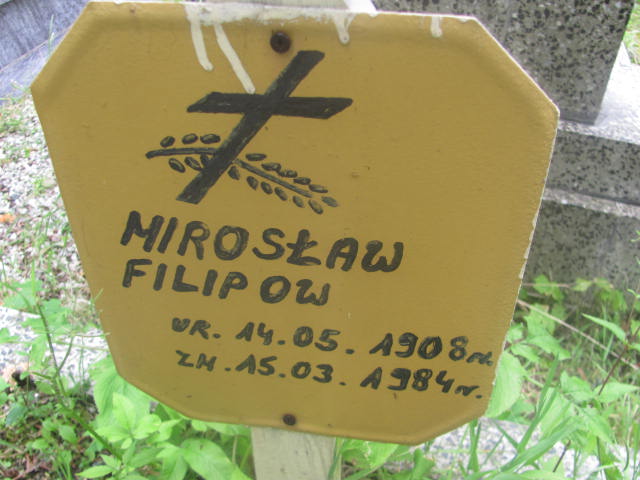 MIROSŁAW
FILIPOW
UR. 14.05. 1908 r.
ZM. 15.03. 1984 r.